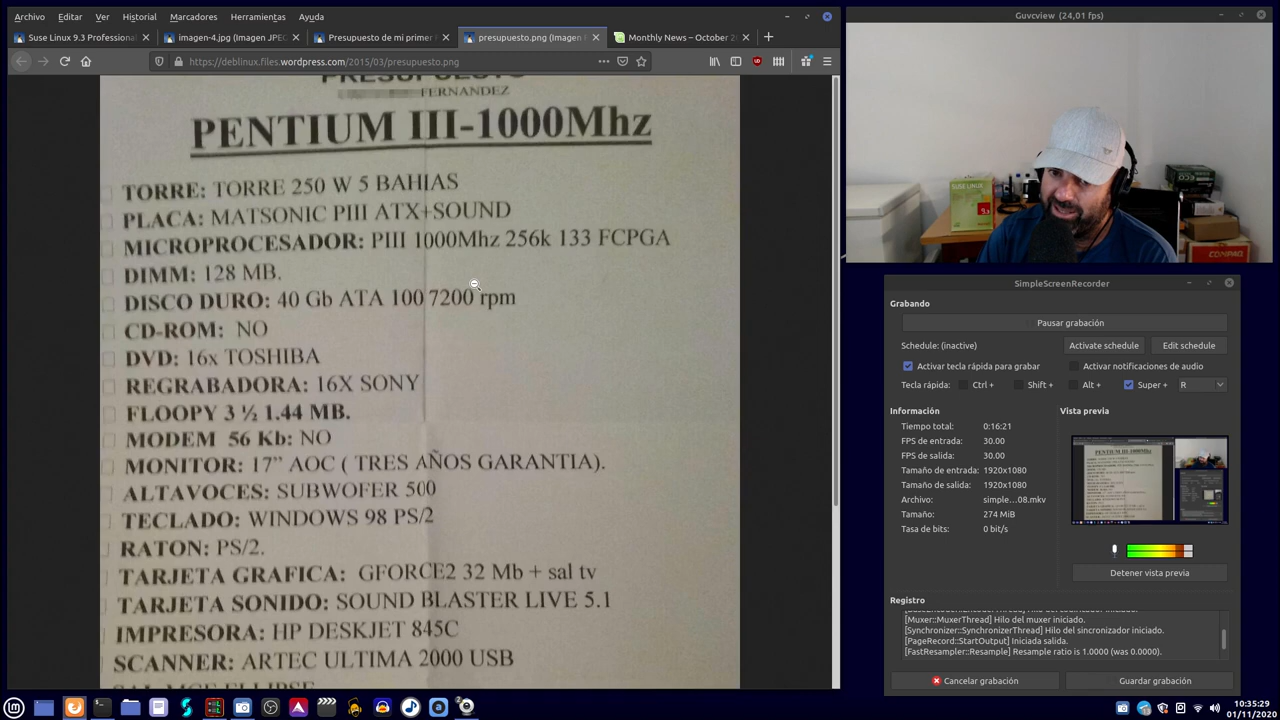 Archivo Editar Ver Historial Marcadores Herramientas Ayuda
Suse Linux 9.3 Professiona
imagen-4.jpg (Imagen JPEG
Presupuesto de mi primer
presupuesto.png (Imagen
Monthly News – October 20
https://deblinux.files.wordpress.com/2015/03/presupuesto.png
PRESUPUESTO
FERNANDEZ
PENTIUM III-1000Mhz
TORRE: TORRE 250 W 5 BAHIAS
PLACA: MATSONIC PIII ATX+SOUND
MICROPROCESADOR: PIII 1000Mhz 256k 133 FCPGA
DIMM: 128 MB.
DISCO DURO: 40 Gb ATA 100 7200 rpm
CD-ROM: NO
DVD: 16x TOSHIBA
REGRABADORA: 16X SONY
FLOOPY 3 ½ 1.44 MB.
MODEM 56 Kb: NO
MONITOR: 17" AOC ( TRES AÑOS GARANTIA).
ALTAVOCES: SUBWOFER 500
TECLADO: WINDOWS 98 PS/2
RATON: PS/2.
TARJETA GRAFICA: GFORCE2 32 Mb + sal tv
TARJETA SONIDO: SOUND BLASTER LIVE 5.1
IMPRESORA: HP DESKJET 845C
SCANNER: ARTEC ULTIMA 2000 USB
Guvcview (24,01 fps)
SUSE LINUX
9.3
ECO
COMPAQ
SimpleScreenRecorder
Grabando
Pausar grabación
Schedule: (inactive)
Activate schedule
Edit schedule
Activar tecla rápida para grabar
Activar notificaciones de audio
Tecla rápida: Ctrl + Shift + Alt + Super + R
Información
Vista previa
Tiempo total: 0:16:21
FPS de entrada: 30.00
FPS de salida: 30.00
Tamaño de entrada: 1920x1080
Tamaño de salida: 1920x1080
Archivo: simple…08.mkv
Tamaño: 274 MiB
Tasa de bits: 0 bit/s
PENTIUM III-1000Mhz
Detener vista previa
Registro
[Muxer::MuxerThread] Hilo del muxer iniciado.
[Synchronizer::SynchronizerThread] Hilo del sincronizador iniciado.
[PageRecord::StartOutput] Iniciada salida.
[FastResampler::Resample] Resample ratio is 1.0000 (was 0.0000).
Cancelar grabación
Guardar grabación
10:35:29
01/11/2020